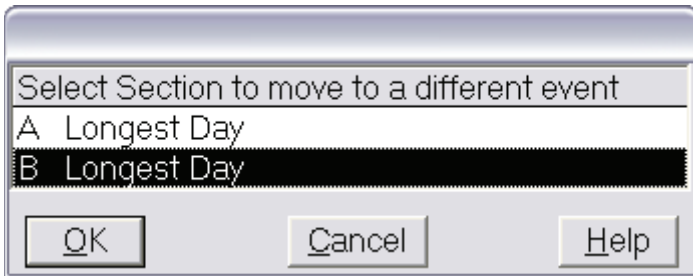 Select Section to move to a different event
A Longest Day
B Longest Day
OK Cancel Help